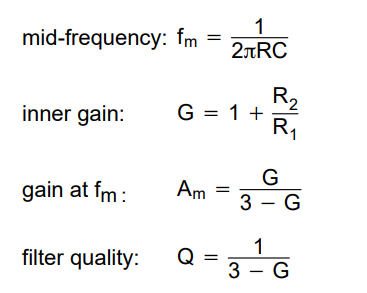 mid-frequency: fm = 1 / 2πRC
inner gain: G = 1 + R2 / R1
gain at fm: Am = G / 3 − G
filter quality: Q = 1 / 3 − G